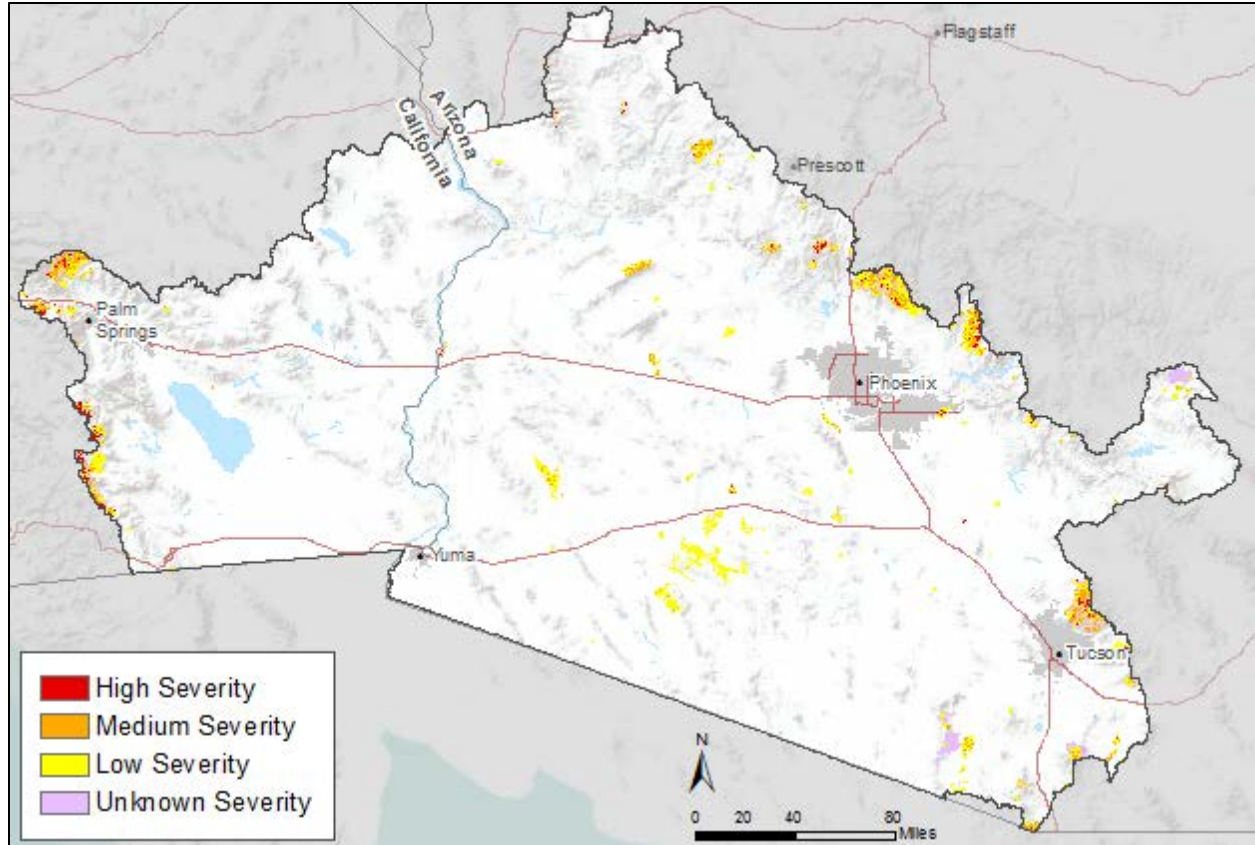 Flagstaff
Arizona
California
Prescott
Palm
Springs
Phoenix
Yuma
Tucson
High Severity
Medium Severity
Low Severity
Unknown Severity
N
0 20 40 80
Miles